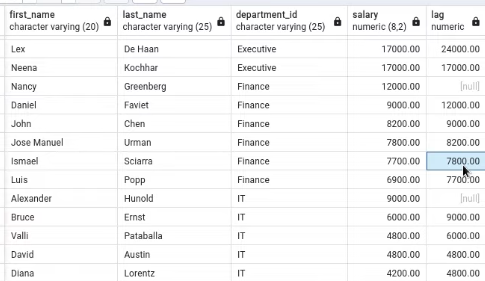 first_name last_name department_id salary lag
character varying (20) character varying (25) character varying (25) numeric (8,2) numeric
Lex De Haan Executive 17000.00 24000.00
Neena Kochhar Executive 17000.00 17000.00
Nancy Greenberg Finance 12000.00 [null]
Daniel Faviet Finance 9000.00 12000.00
John Chen Finance 8200.00 9000.00
Jose Manuel Urman Finance 7800.00 8200.00
Ismael Sciarra Finance 7700.00 7800.00
Luis Popp Finance 6900.00 7700.00
Alexander Hunold IT 9000.00 [null]
Bruce Ernst IT 6000.00 9000.00
Valli Pataballa IT 4800.00 6000.00
David Austin IT 4800.00 4800.00
Diana Lorentz IT 4200.00 4800.00